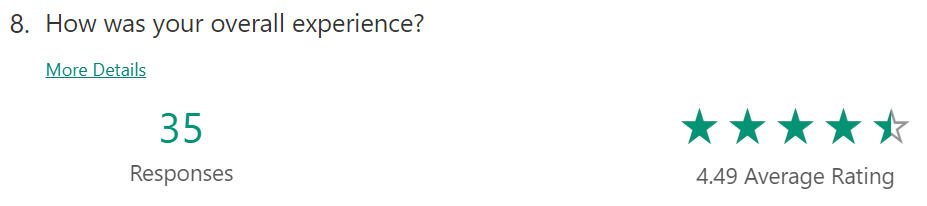 8. How was your overall experience?
More Details
35
Responses
4.49 Average Rating